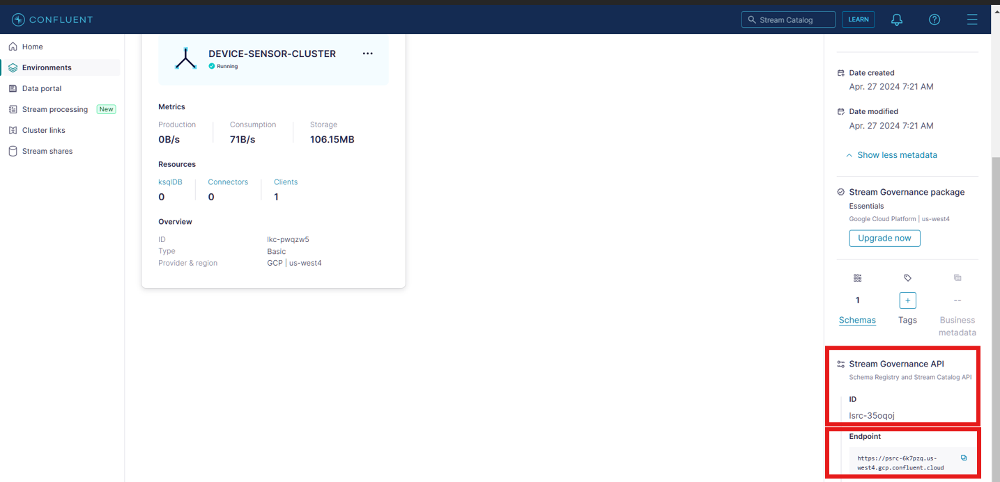 CONFLUENT
Stream Catalog
LEARN
Home
Environments
Data portal
Stream processing New
Cluster links
Stream shares
DEVICE-SENSOR-CLUSTER
Running
Metrics
Production Consumption Storage
0B/s 71B/s 106.15MB
Resources
ksqlDB Connectors Clients
0 0 1
Overview
ID lkc-pwqzw5
Type Basic
Provider & region GCP | us-west4
Date created
Apr. 27 2024 7:21 AM
Date modified
Apr. 27 2024 7:21 AM
Show less metadata
Stream Governance package
Essentials
Google Cloud Platform | us-west4
Upgrade now
1 + --
Schemas Tags Business
metadata
Stream Governance API
Schema Registry and Stream Catalog API
ID
lsrc-35oqoj
Endpoint
https://psrc-6k7pzq.us-
west4.gcp.confluent.cloud